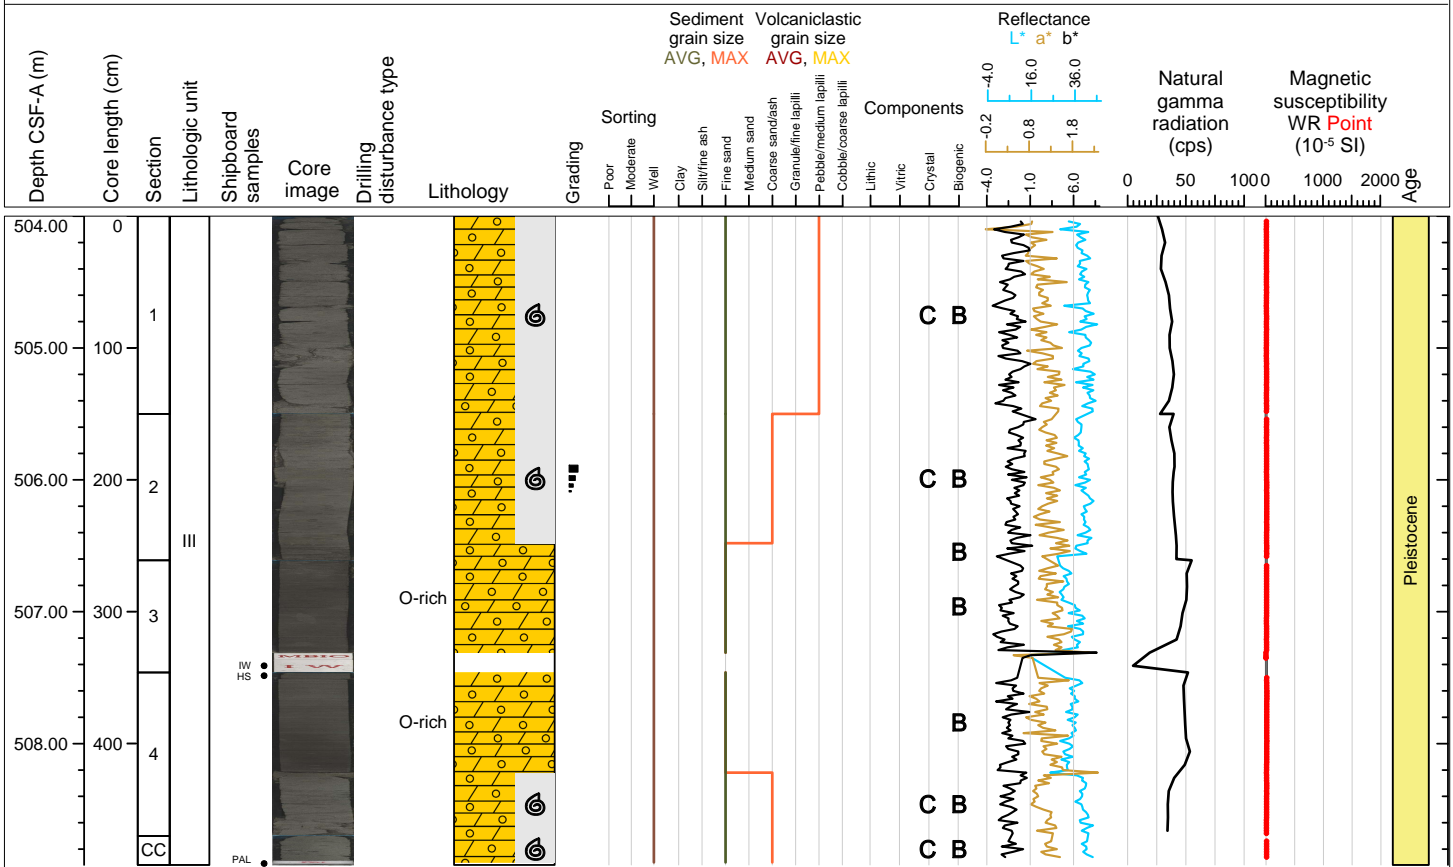 Depth CSF-A (m)
Core length (cm)
Section
Lithologic unit
Shipboard
samples
Core
image
Drilling
disturbance type
Lithology
Grading
Sorting
Poor
Moderate
Well
Sediment
grain size
AVG, MAX
Volcaniclastic
grain size
AVG, MAX
Clay
Silt/fine ash
Fine sand
Medium sand
Coarse sand/ash
Granule/fine lapilli
Pebble/medium lapilli
Cobble/coarse lapilli
Components
Lithic
Vitric
Crystal
Biogenic
Reflectance
L* a* b*
-4.0 16.0 36.0
-0.2 0.8 1.8
-4.0 1.0 6.0
Natural
gamma
radiation
(cps)
0 50 100
Magnetic
susceptibility
WR Point
(10⁻⁵ SI)
0 1000 2000
Age
504.00 0
505.00 100
506.00 200
507.00 300
508.00 400
1
2
3
4
CC
III
IW
HS
PAL
MBIO
I W
O-rich
O-rich
C B
C B
B
B
B
C B
C B
Pleistocene